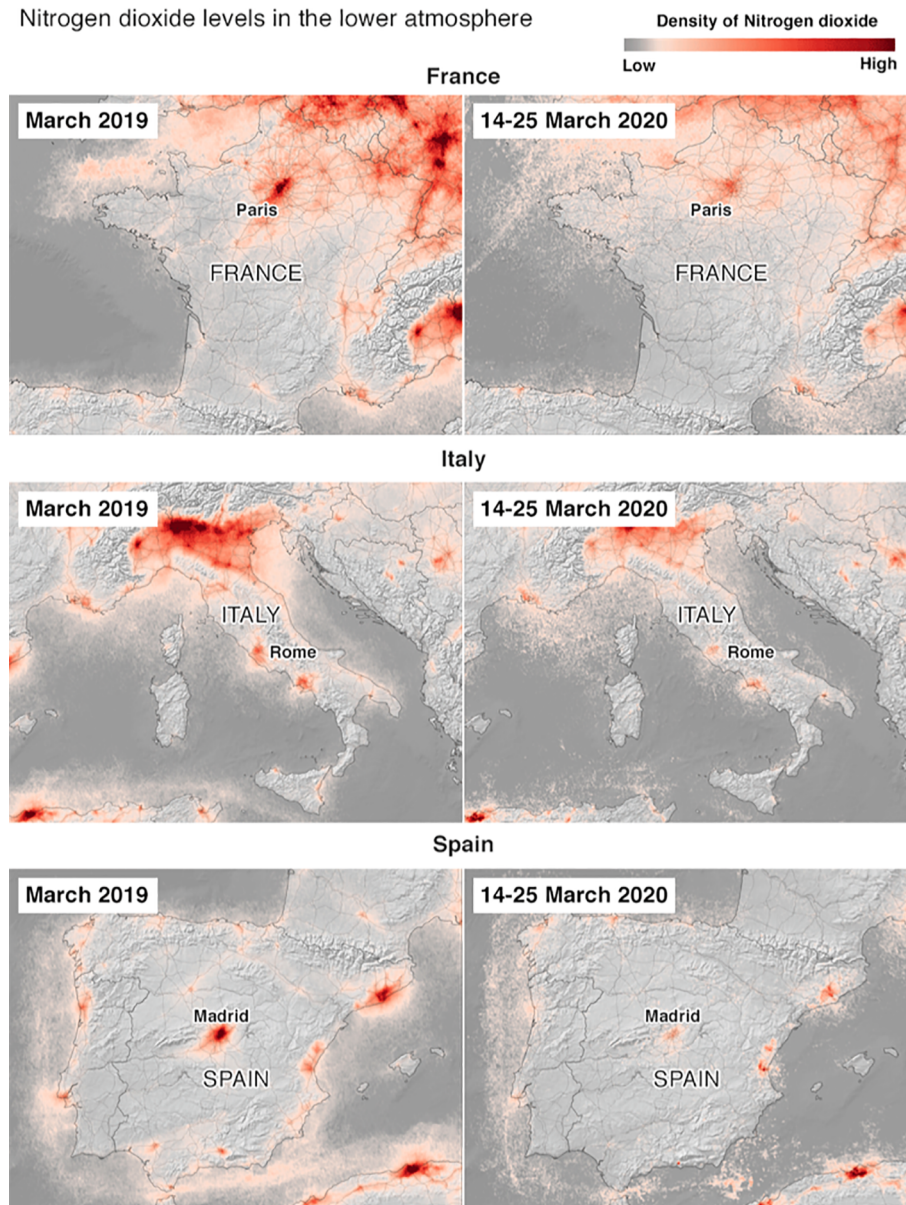 Nitrogen dioxide levels in the lower atmosphere
Density of Nitrogen dioxide
Low High
France
March 2019
14-25 March 2020
Paris
Paris
FRANCE
FRANCE
Italy
March 2019
14-25 March 2020
ITALY
ITALY
Rome
Rome
Spain
March 2019
14-25 March 2020
Madrid
Madrid
SPAIN
SPAIN